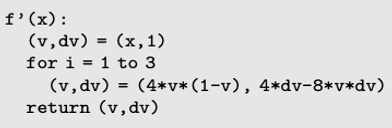 f’(x):
(v,dv) = (x,1)
for i = 1 to 3
(v,dv) = (4*v*(1-v), 4*dv-8*v*dv)
return (v,dv)